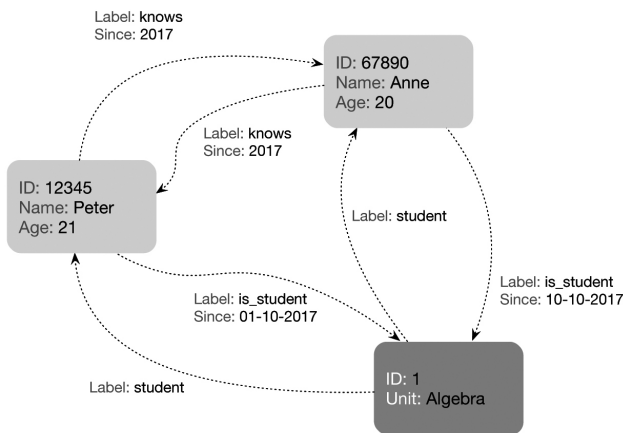 Label: knows
Since: 2017
ID: 67890
Name: Anne
Age: 20
Label: knows
Since: 2017
ID: 12345
Name: Peter
Age: 21
Label: student
Label: is_student
Since: 10-10-2017
Label: is_student
Since: 01-10-2017
Label: student
ID: 1
Unit: Algebra